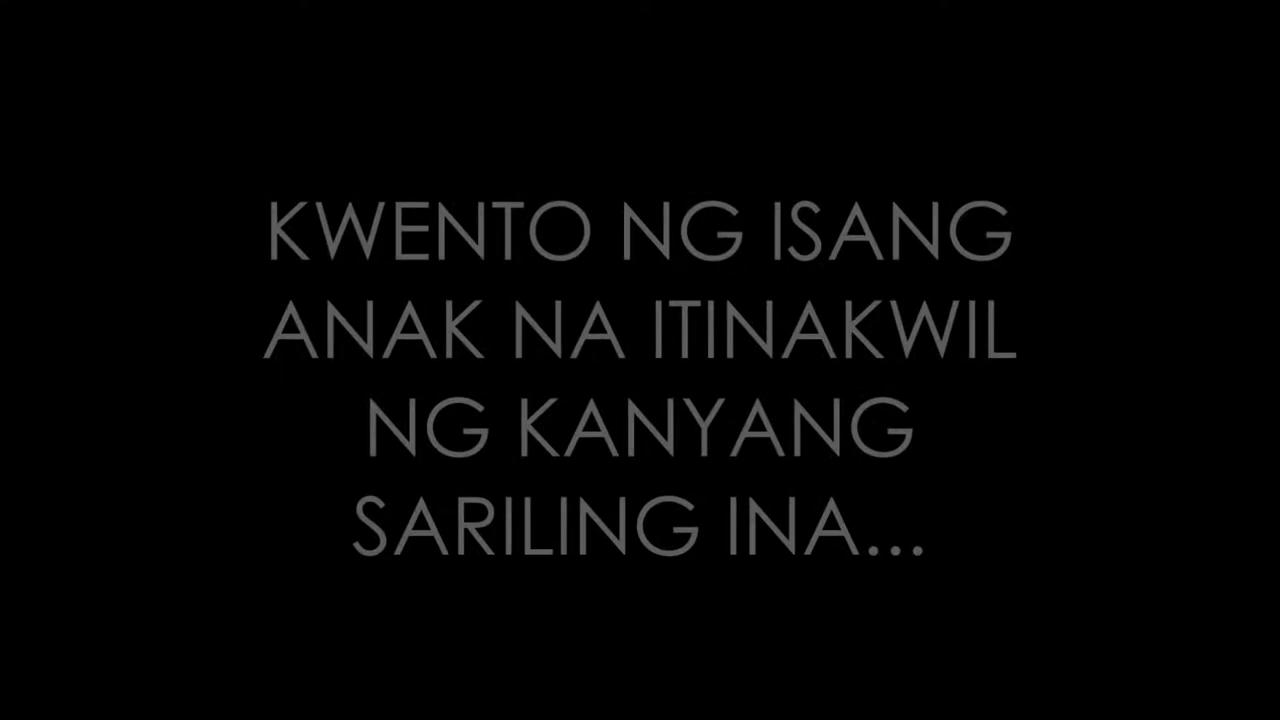 KWENTO NG ISANG
ANAK NA ITINAKWIL
NG KANYANG
SARILING INA...